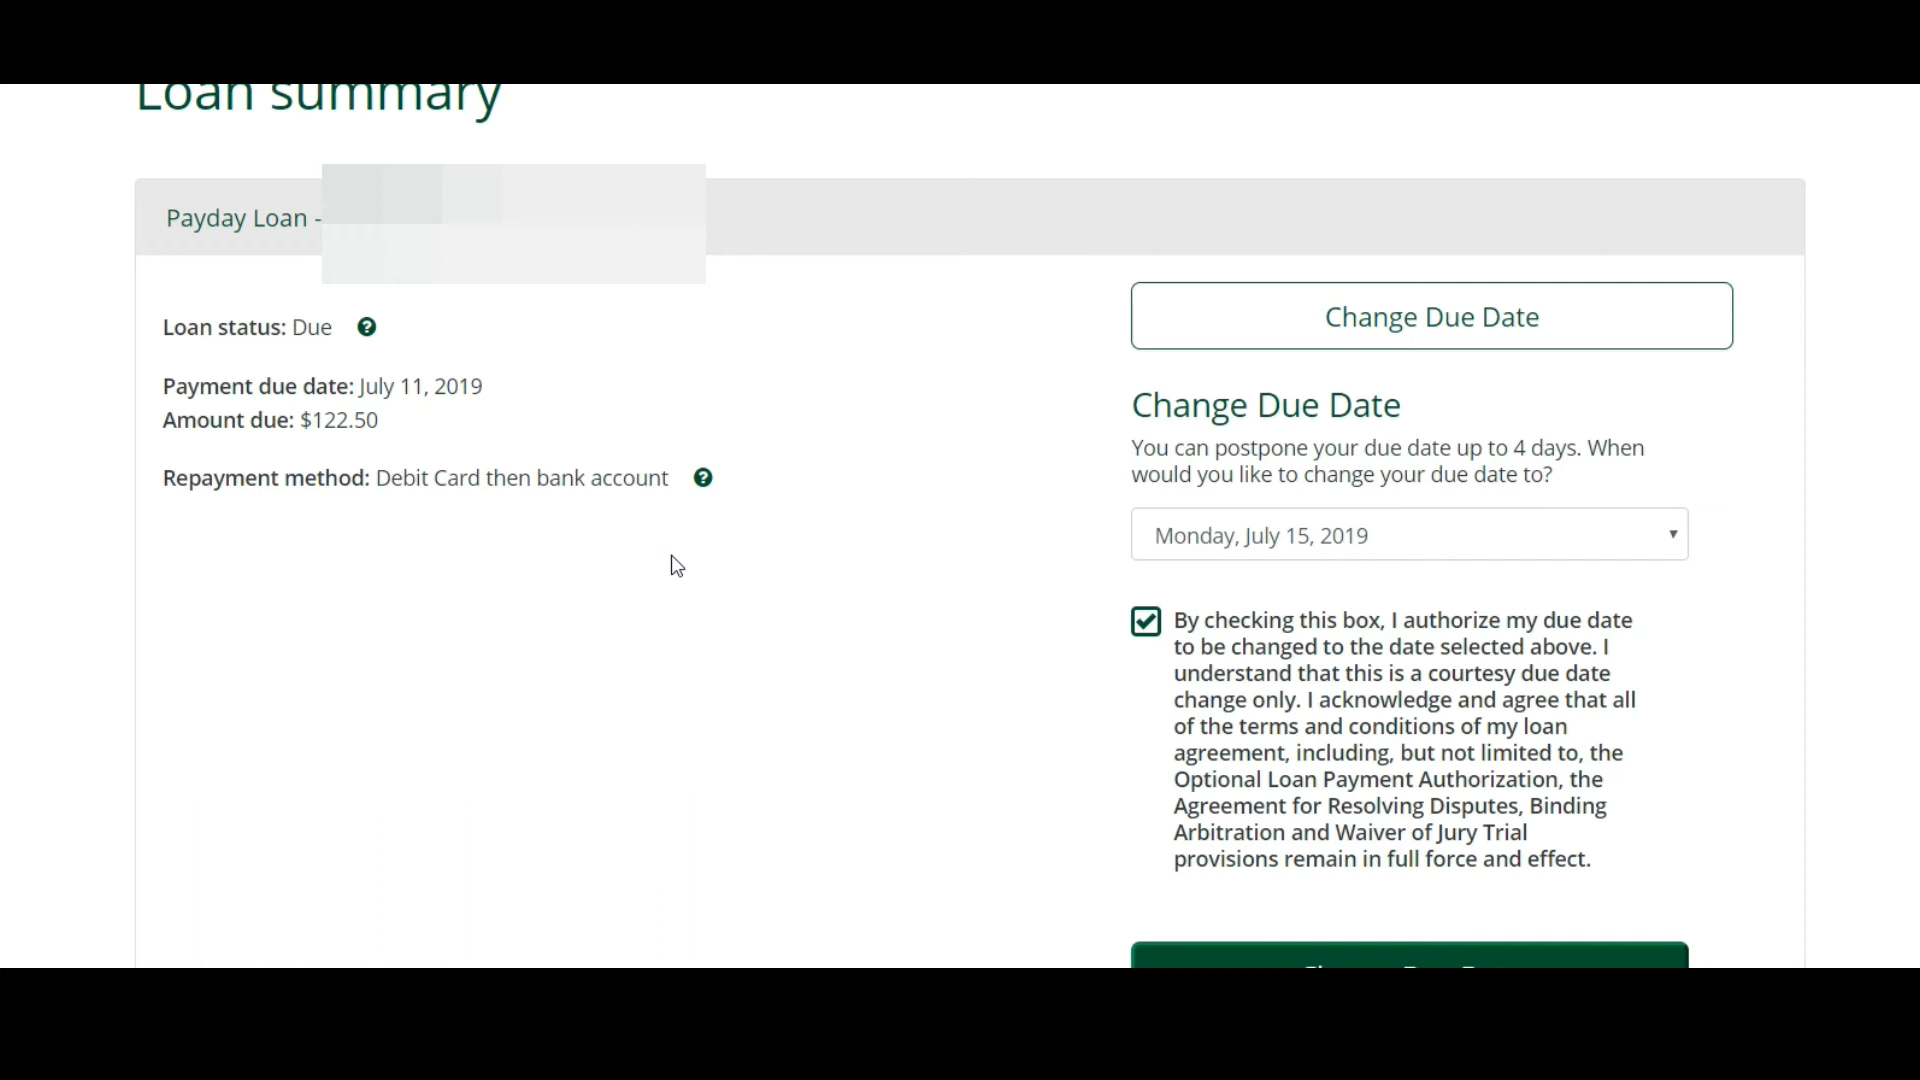 Loan summary
Payday Loan -
Loan status: Due
Payment due date: July 11, 2019
Amount due: $122.50
Repayment method: Debit Card then bank account
Change Due Date
Change Due Date
You can postpone your due date up to 4 days. When
would you like to change your due date to?
Monday, July 15, 2019
By checking this box, I authorize my due date
to be changed to the date selected above. I
understand that this is a courtesy due date
change only. I acknowledge and agree that all
of the terms and conditions of my loan
agreement, including, but not limited to, the
Optional Loan Payment Authorization, the
Agreement for Resolving Disputes, Binding
Arbitration and Waiver of Jury Trial
provisions remain in full force and effect.